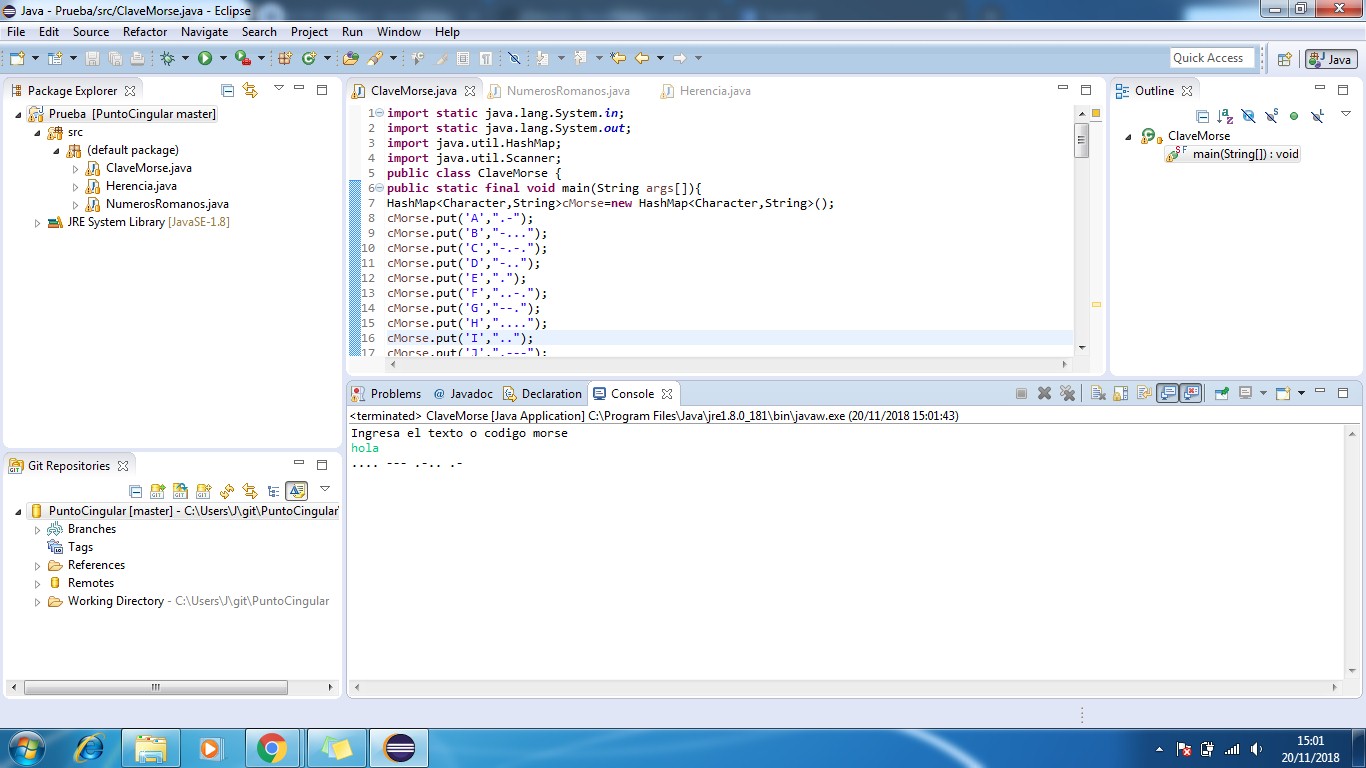 Java - Prueba/src/ClaveMorse.java - Eclipse
File Edit Source Refactor Navigate Search Project Run Window Help
Quick Access
Java
Package Explorer
Prueba [PuntoCingular master]
src
(default package)
ClaveMorse.java
Herencia.java
NumerosRomanos.java
JRE System Library [JavaSE-1.8]
Git Repositories
PuntoCingular [master] - C:\Users\J\git\PuntoCingular
Branches
Tags
References
Remotes
Working Directory - C:\Users\J\git\PuntoCingular
ClaveMorse.java NumerosRomanos.java Herencia.java
1 import static java.lang.System.in;
2 import static java.lang.System.out;
3 import java.util.HashMap;
4 import java.util.Scanner;
5 public class ClaveMorse {
6 public static final void main(String args[]){
7 HashMap<Character,String>cMorse=new HashMap<Character,String>();
8 cMorse.put('A',".-");
9 cMorse.put('B',"-...");
10 cMorse.put('C',"-.-.");
11 cMorse.put('D',"-..");
12 cMorse.put('E',".");
13 cMorse.put('F',"..-.");
14 cMorse.put('G',"--.");
15 cMorse.put('H',"....");
16 cMorse.put('I',"..");
17 cMorse.put('J',".---");
Outline
ClaveMorse
main(String[]) : void
Problems @ Javadoc Declaration Console
<terminated> ClaveMorse [Java Application] C:\Program Files\Java\jre1.8.0_181\bin\javaw.exe (20/11/2018 15:01:43)
Ingresa el texto o codigo morse
hola
.... --- .-.. .-
15:01
20/11/2018